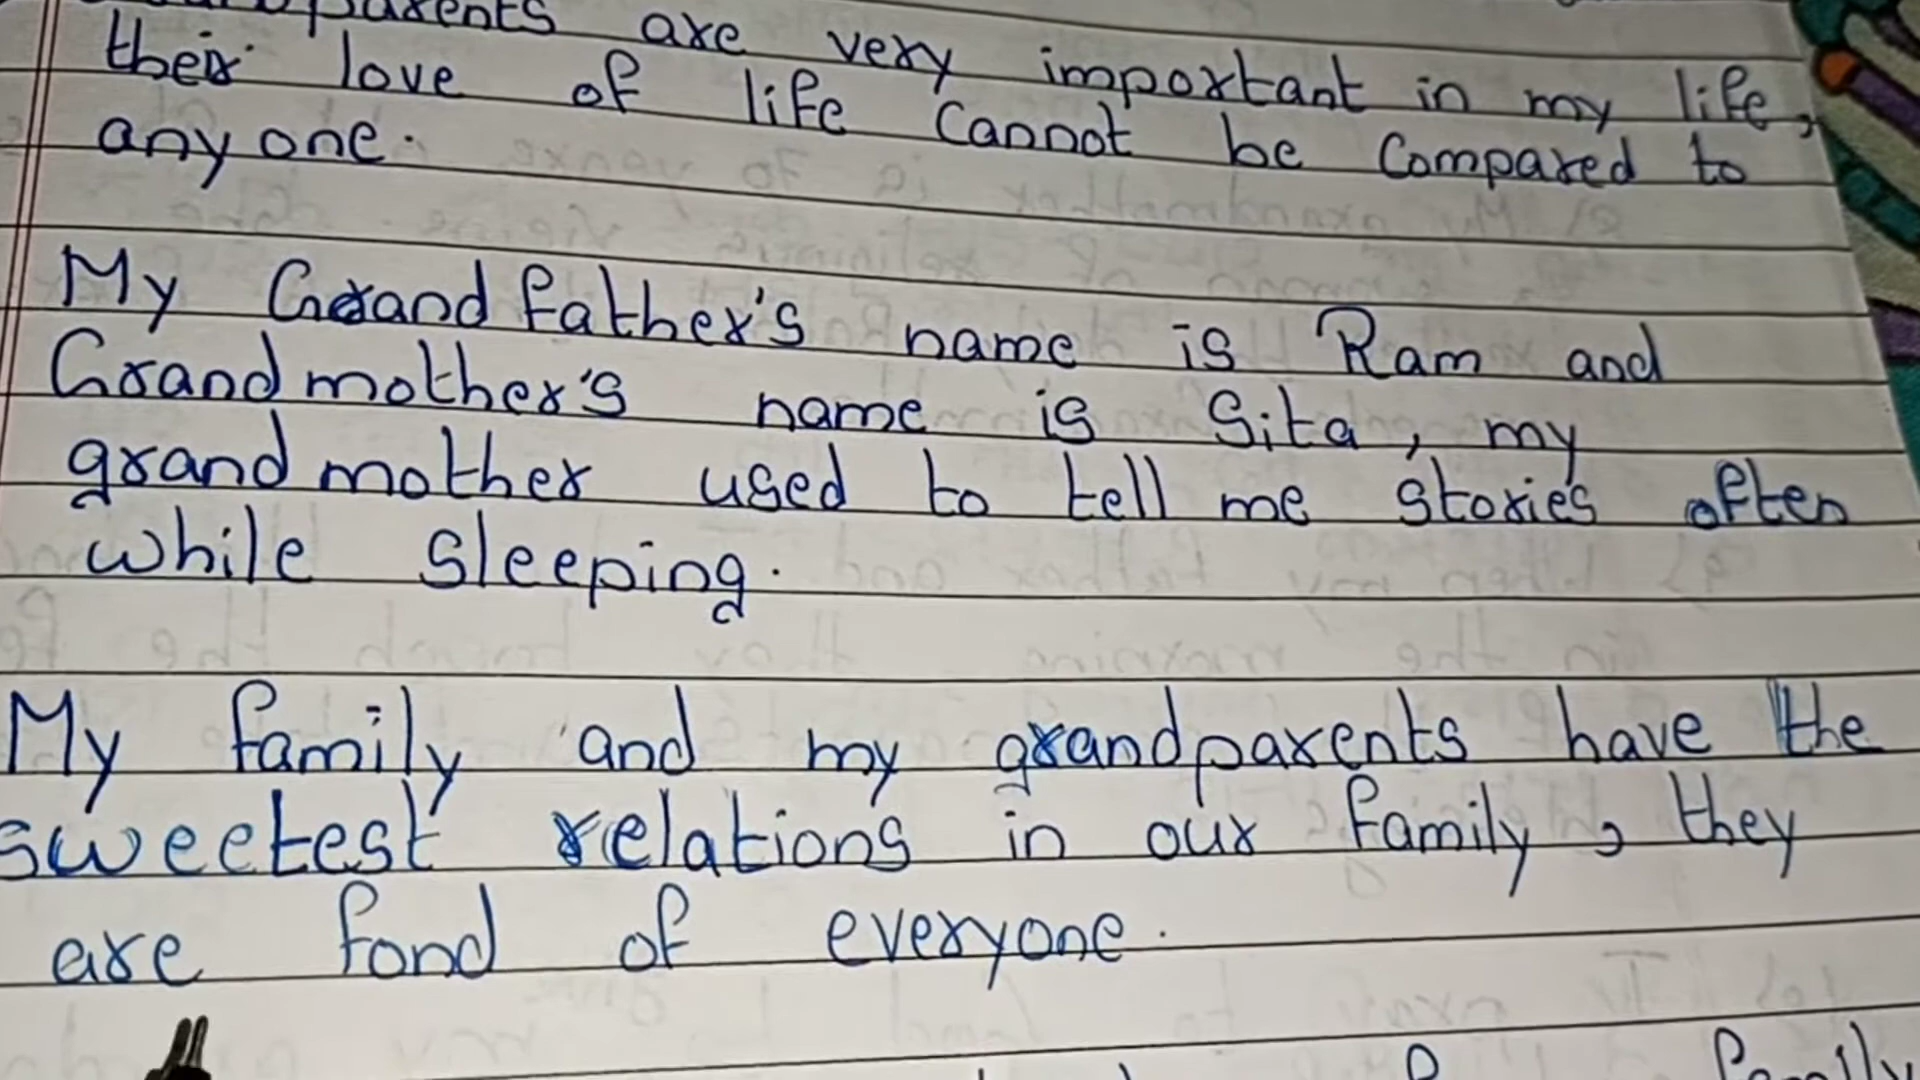 parents are very important in my life,
their love of life Cannot be Compared to
any one.
My Grandfather's name is Ram and
Grandmother's name is Sita, my
grandmother used to tell me stories often
while sleeping.
My family and my grandparents have the
sweetest relations in our family, they
are fond of everyone.
family